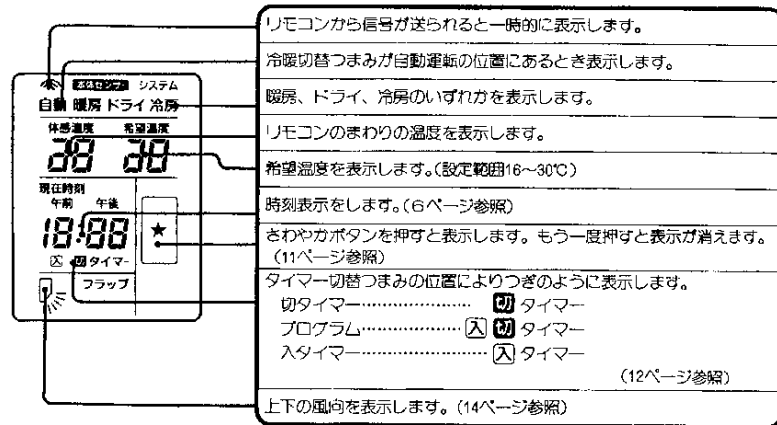 本体センサー システム
自動 暖房 ドライ 冷房
体感温度 希望温度
現在時刻
午前 午後
18:88
★
入 切 タイマー
フラップ
リモコンから信号が送られると一時的に表示します。
冷暖切替つまみが自動運転の位置にあるとき表示します。
暖房、ドライ、冷房のいずれかを表示します。
リモコンのまわりの温度を表示します。
希望温度を表示します。(設定範囲16〜30℃)
時刻表示をします。(6ページ参照)
さわやかボタンを押すと表示します。もう一度押すと表示が消えます。
(11ページ参照)
タイマー切替つまみの位置によりつぎのように表示します。
切タイマー…………………… 切 タイマー
プログラム……………… 入 切 タイマー
入タイマー…………………… 入 タイマー
(12ページ参照)
上下の風向を表示します。(14ページ参照)